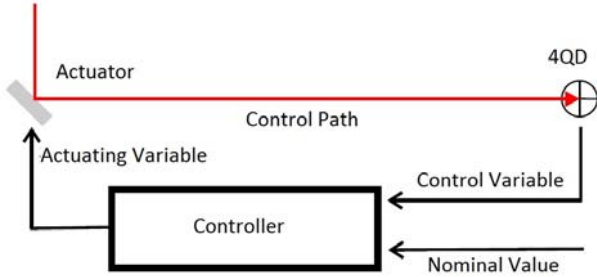 4QD
Actuator
Control Path
Actuating Variable
Control Variable
Controller
Nominal Value